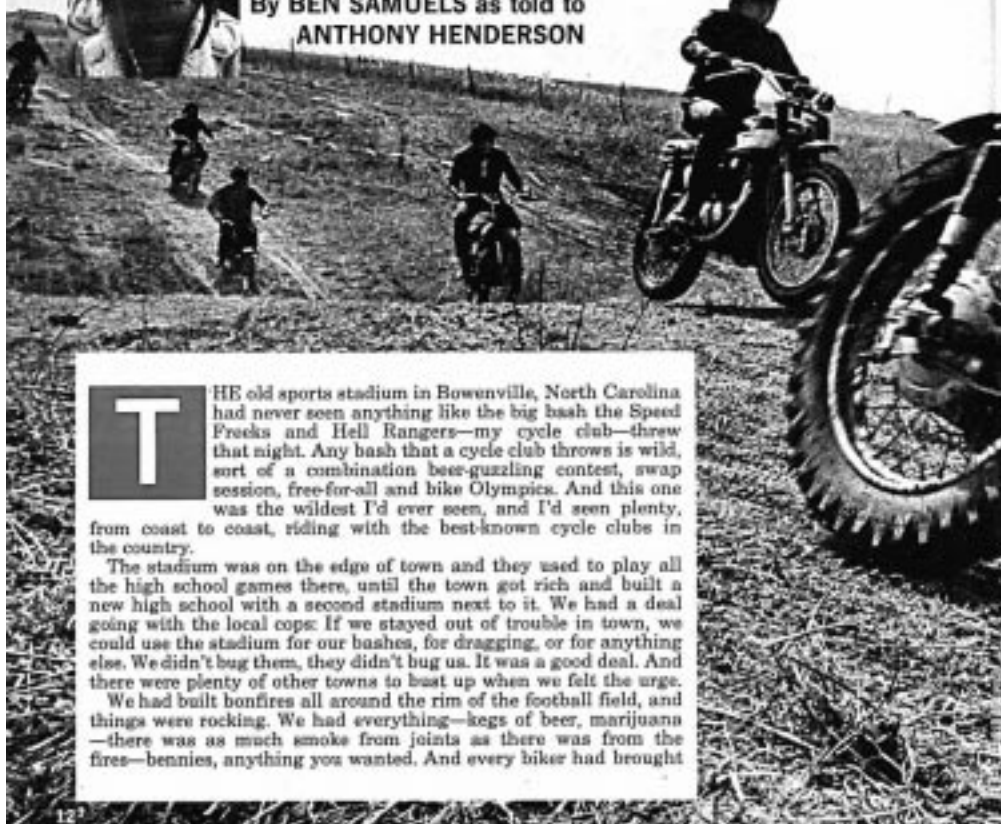 By BEN SAMUELS as told to
ANTHONY HENDERSON
THE old sports stadium in Bowenville, North Carolina
had never seen anything like the big bash the Speed
Freeks and Hell Rangers—my cycle club—threw
that night. Any bash that a cycle club throws is wild,
sort of a combination beer-guzzling contest, swap
session, free-for-all and bike Olympics. And this one
was the wildest I'd ever seen, and I'd seen plenty,
from coast to coast, riding with the best-known cycle clubs in
the country.
The stadium was on the edge of town and they used to play all
the high school games there, until the town got rich and built a
new high school with a second stadium next to it. We had a deal
going with the local cops: If we stayed out of trouble in town, we
could use the stadium for our bashes, for dragging, or for anything
else. We didn't bug them, they didn't bug us. It was a good deal. And
there were plenty of other towns to bust up when we felt the urge.
We had built bonfires all around the rim of the football field, and
things were rocking. We had everything—kegs of beer, marijuana
—there was as much smoke from joints as there was from the
fires—bennies, anything you wanted. And every biker had brought
12